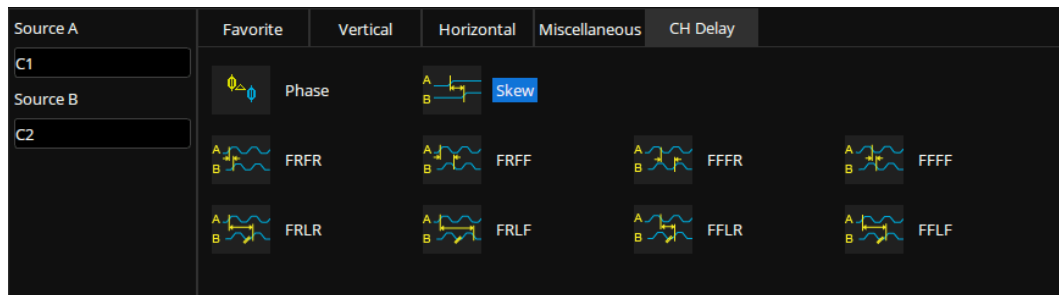 Source A
C1
Source B
C2
Favorite Vertical Horizontal Miscellaneous CH Delay
Φ Φ Phase A B Skew
A B FRFR A B FRFF A B FFFR A B FFFF
A B FRLR A B FRLF A B FFLR A B FFLF